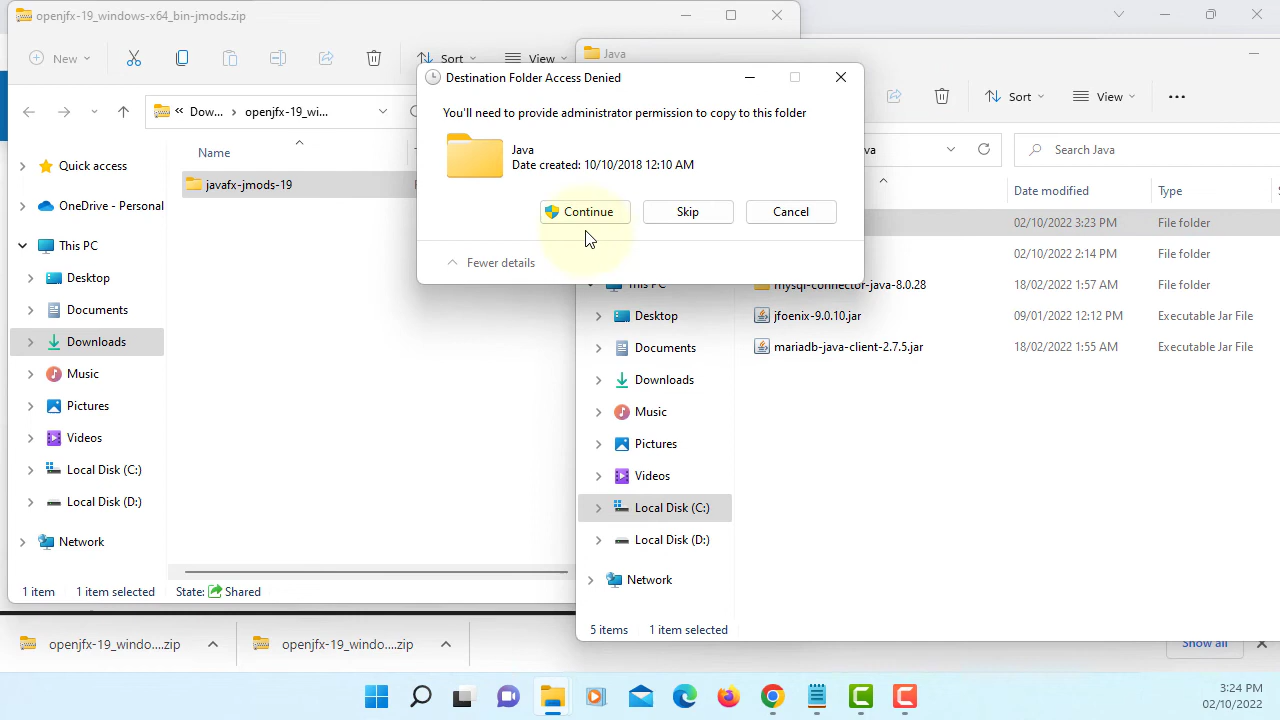 openjfx-19_windows-x64_bin-jmods.zip
New
Sort
View
Dow...
openjfx-19_wi...
Quick access
OneDrive - Personal
This PC
Desktop
Documents
Downloads
Music
Pictures
Videos
Local Disk (C:)
Local Disk (D:)
Network
Name
javafx-jmods-19
1 item
1 item selected
State:
Shared
Destination Folder Access Denied
You'll need to provide administrator permission to copy to this folder
Java
Date created: 10/10/2018 12:10 AM
Continue
Skip
Cancel
Fewer details
Java
Sort
View
Search Java
Date modified
Type
02/10/2022 3:23 PM
File folder
02/10/2022 2:14 PM
File folder
mysql-connector-java-8.0.28
18/02/2022 1:57 AM
File folder
jfoenix-9.0.10.jar
09/01/2022 12:12 PM
Executable Jar File
mariadb-java-client-2.7.5.jar
18/02/2022 1:55 AM
Executable Jar File
This PC
Desktop
Documents
Downloads
Music
Pictures
Videos
Local Disk (C:)
Local Disk (D:)
Network
5 items
1 item selected
openjfx-19_windo....zip
openjfx-19_windo....zip
Show all
3:24 PM
02/10/2022